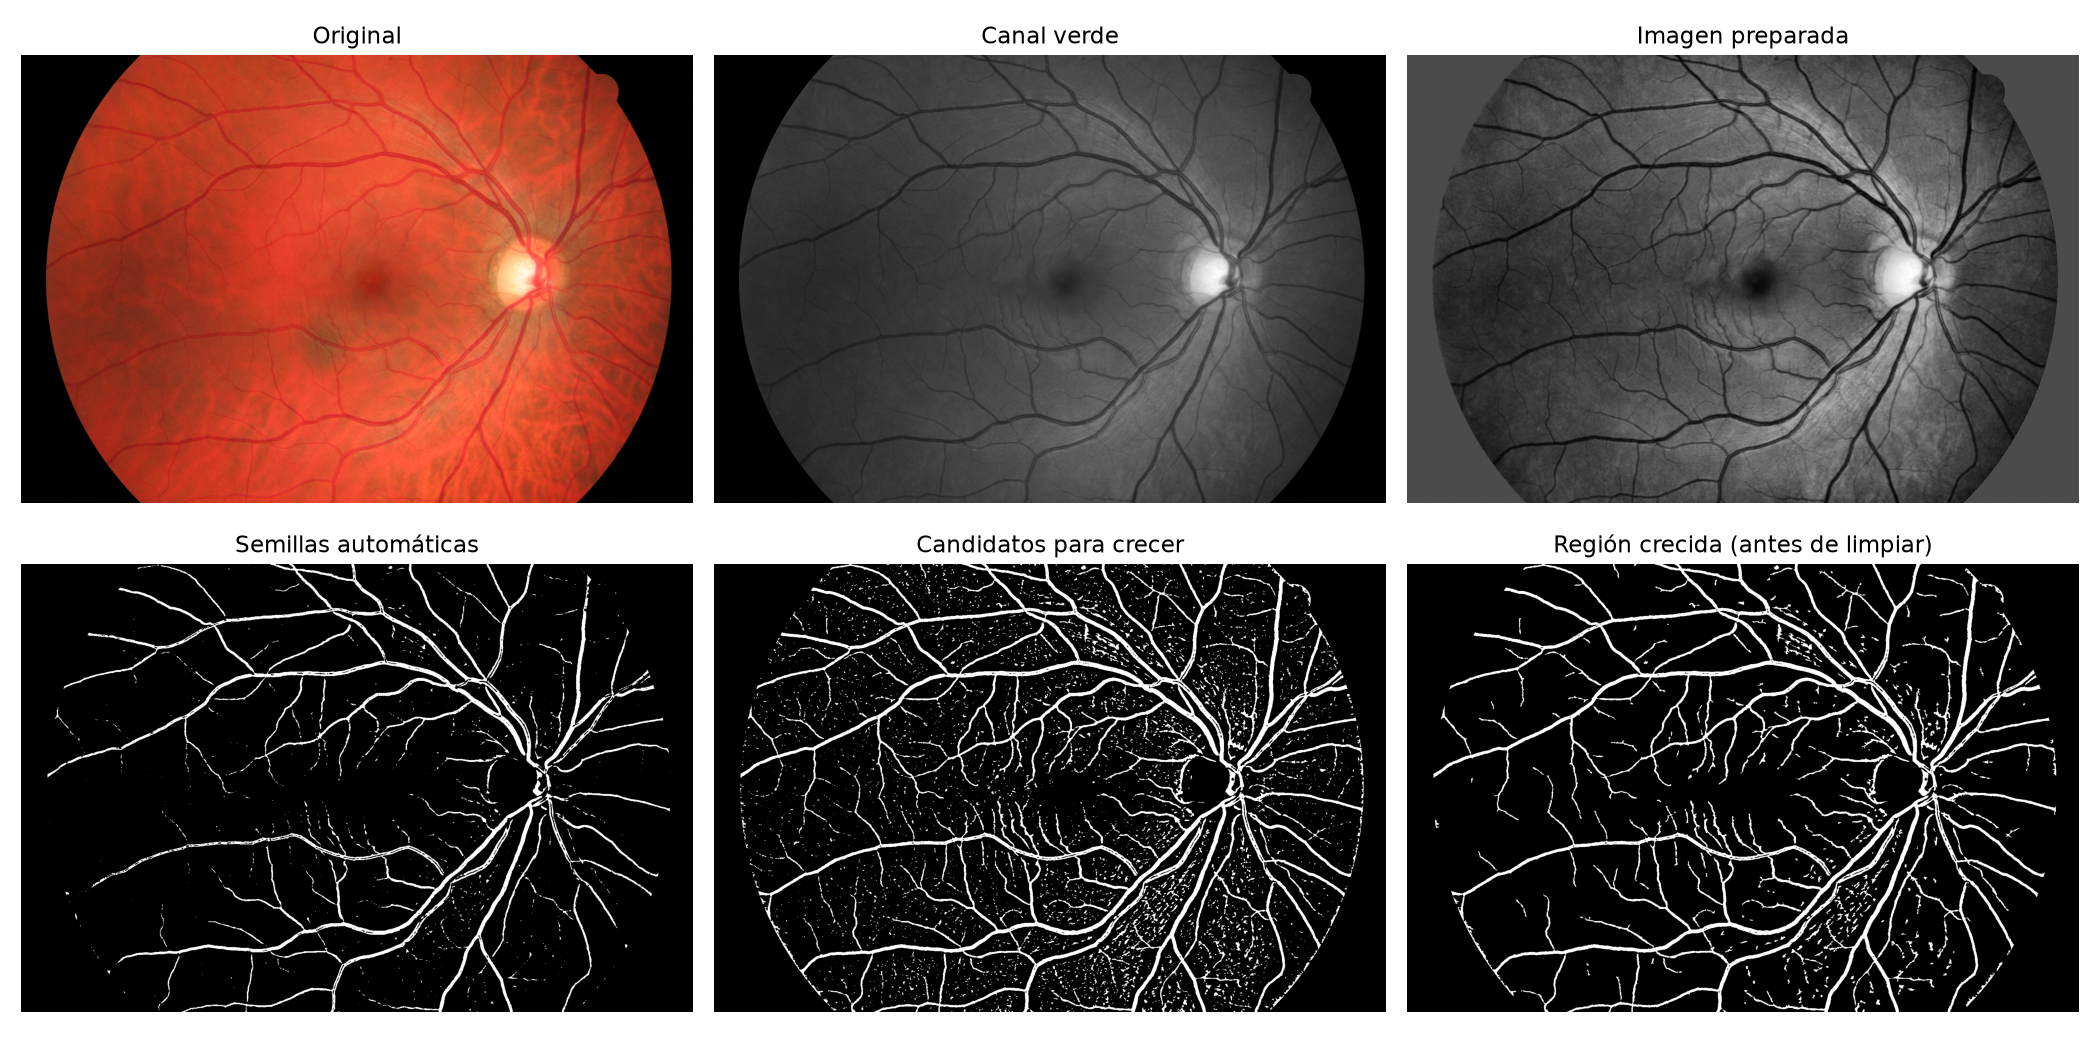 Original
Canal verde
Imagen preparada
Semillas automáticas
Candidatos para crecer
Región crecida (antes de limpiar)